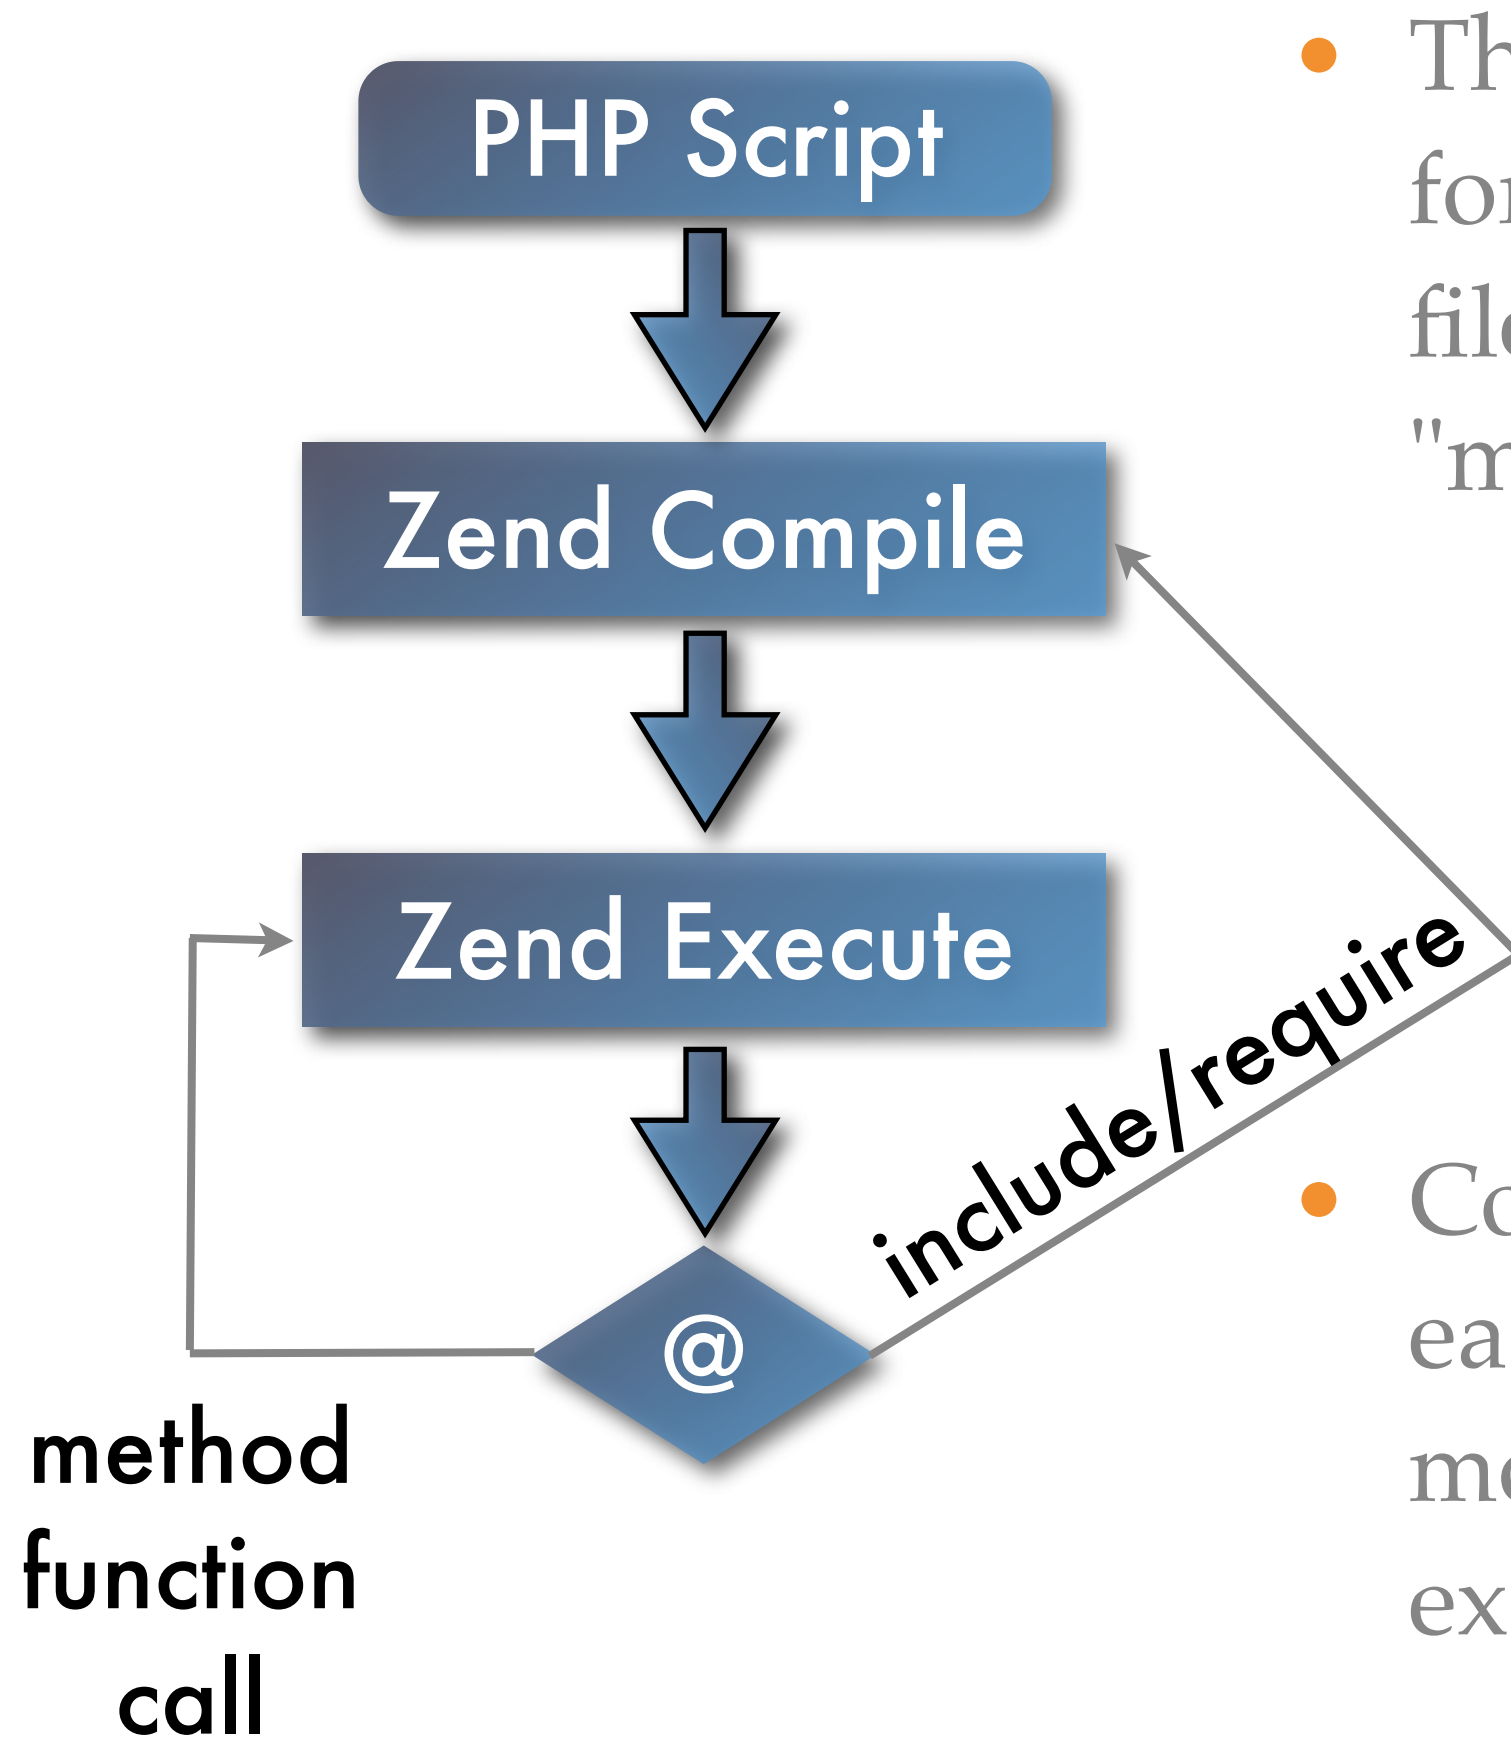 PHP Script
Zend Compile
Zend Execute
@
include/require
method
function
call